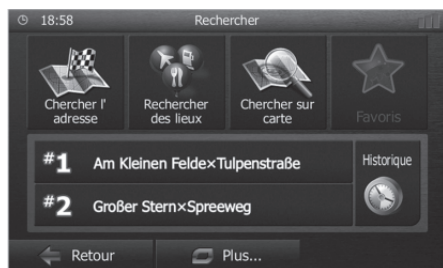 18:58 Rechercher
Chercher l'
adresse
Rechercher
des lieux
Chercher sur
carte
Favoris
#1 Am Kleinen Felde×Tulpenstraße
Historique
#2 Großer Stern×Spreeweg
Retour
Plus...